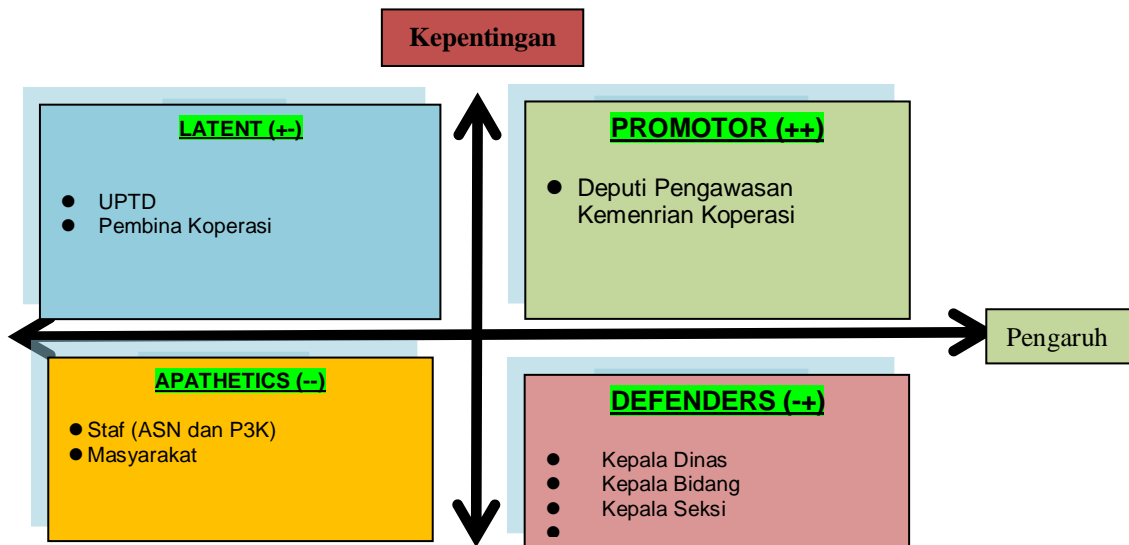 Kepentingan
LATENT (+-)
● UPTD
● Pembina Koperasi
PROMOTOR (++)
● Deputi Pengawasan
Kemenrian Koperasi
Pengaruh
APATHETICS (--)
● Staf (ASN dan P3K)
● Masyarakat
DEFENDERS (-+)
● Kepala Dinas
● Kepala Bidang
● Kepala Seksi
●